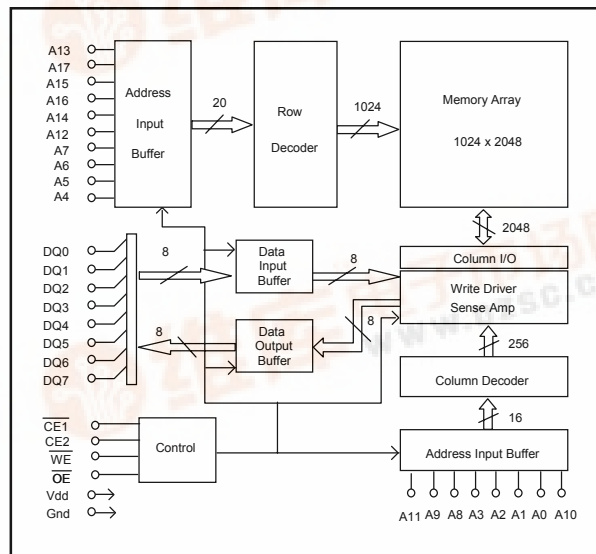 A13
A17
A15
A16
A14
A12
A7
A6
A5
A4
Address
Input
Buffer
20
Row
Decoder
1024
Memory Array
1024 x 2048
2048
DQ0
DQ1
DQ2
DQ3
DQ4
DQ5
DQ6
DQ7
8
Data
Input
Buffer
8
Column I/O
Write Driver
Sense Amp
8
Data
Output
Buffer
8
256
Column Decoder
16
Address Input Buffer
C̅E̅1̅
CE2
W̅E̅
O̅E̅
Vdd
Gnd
Control
A11 A9 A8 A3 A2 A1 A0 A10